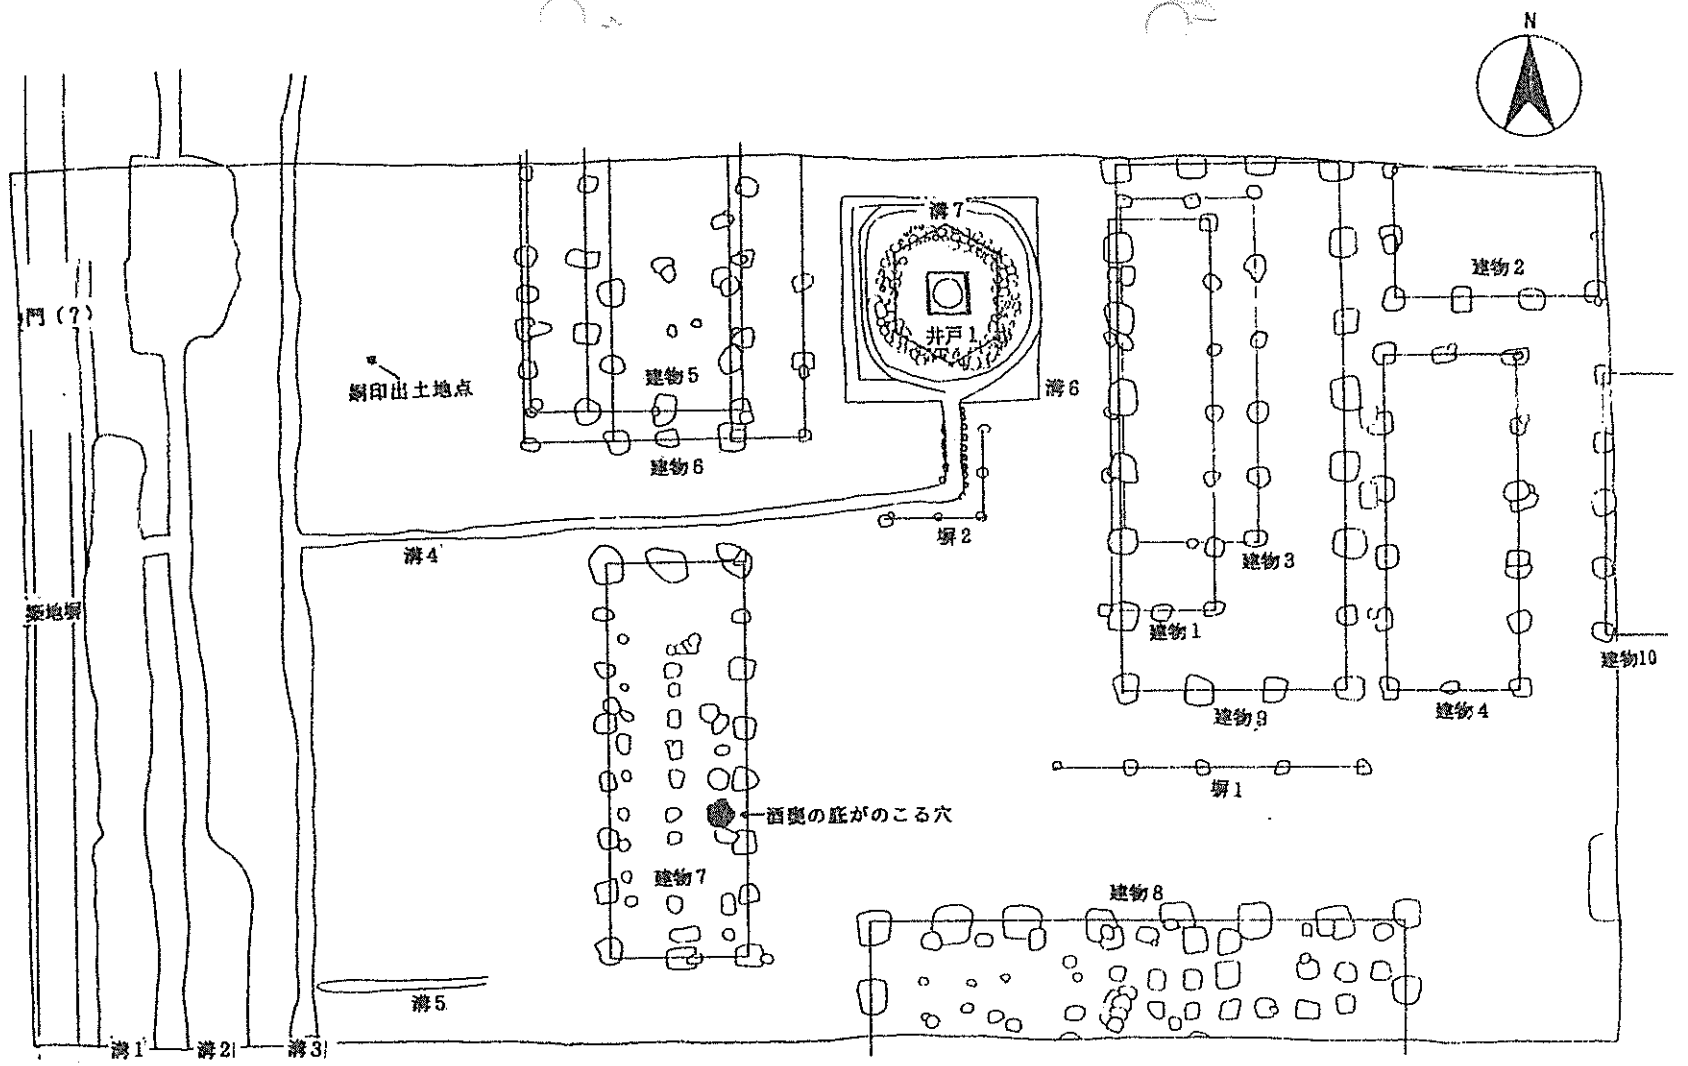 N
溝7
建物2
門(?)
井戸1
建物5
銅印出土地点
溝6
建物6
塀2
溝4
建物3
築地塀
建物1
建物10
建物9
建物4
塀1
酒甕の底がのこる穴
建物7
建物8
溝5
溝1
溝2
溝3